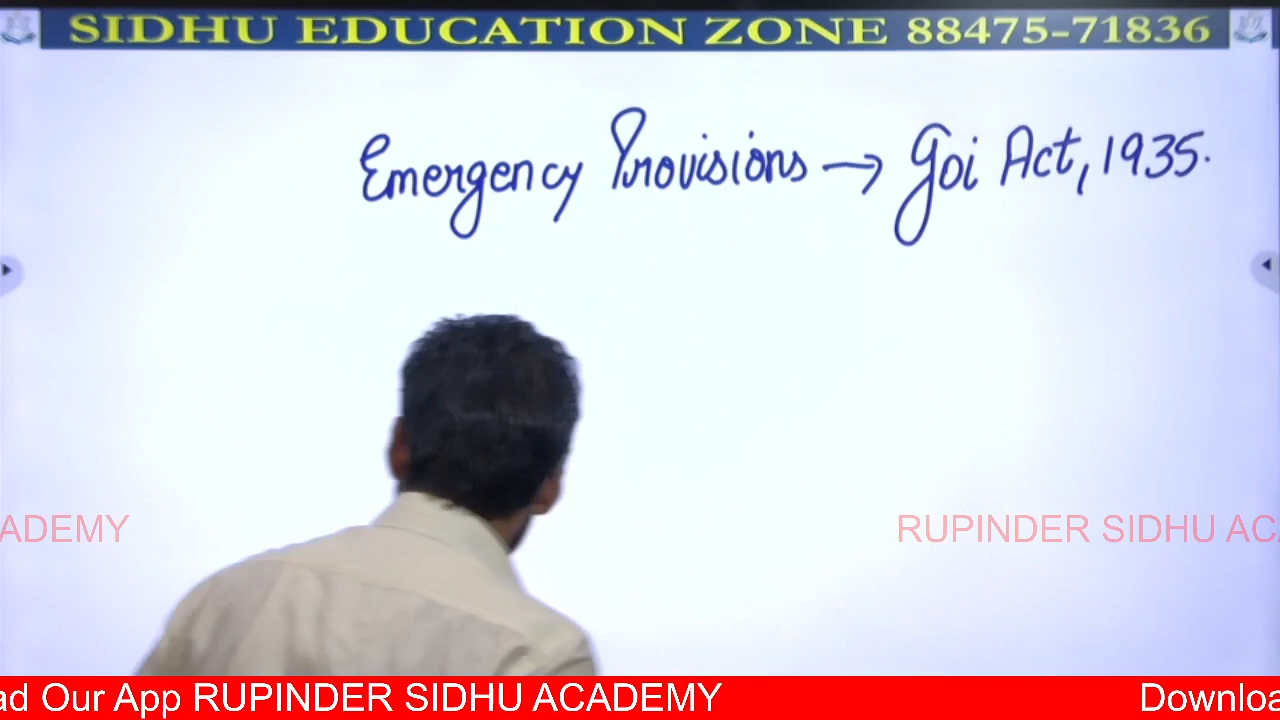 SIDHU EDUCATION ZONE 88475-71836
Emergency Provisions → Goi Act, 1935.
ADEMY
RUPINDER SIDHU ACA
ad Our App RUPINDER SIDHU ACADEMY
Downloa